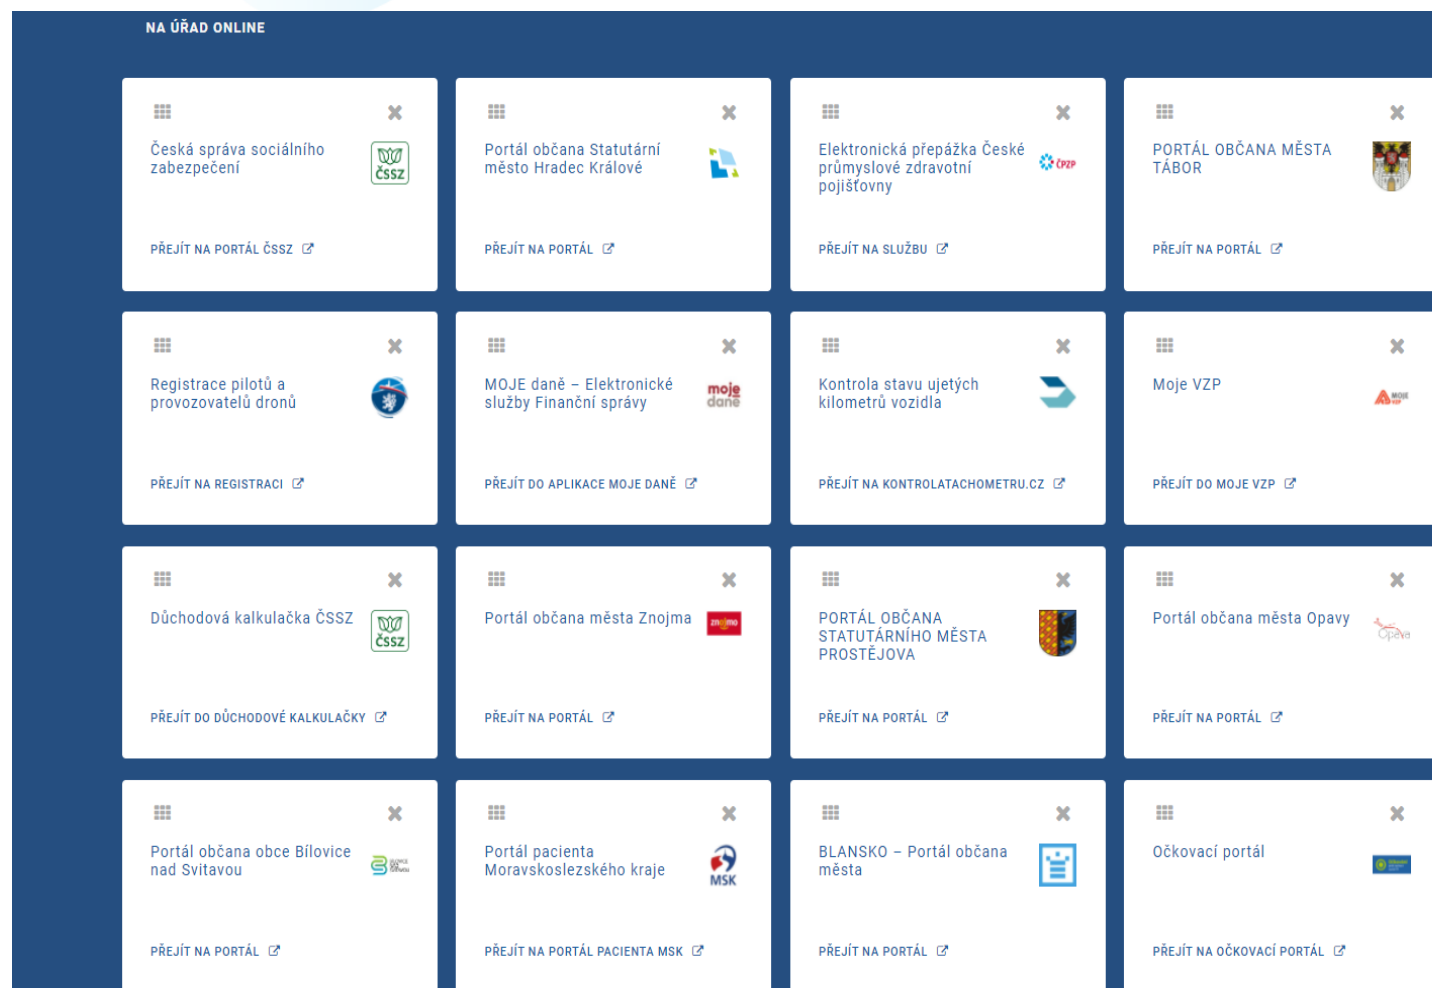 NA ÚŘAD ONLINE
Česká správa sociálního
zabezpečení
ČSSZ
PŘEJÍT NA PORTÁL ČSSZ
Portál občana Statutární
město Hradec Králové
PŘEJÍT NA PORTÁL
Elektronická přepážka České
průmyslové zdravotní
pojišťovny
ČPZP
PŘEJÍT NA SLUŽBU
PORTÁL OBČANA MĚSTA
TÁBOR
PŘEJÍT NA PORTÁL
Registrace pilotů a
provozovatelů dronů
PŘEJÍT NA REGISTRACI
MOJE daně – Elektronické
služby Finanční správy
moje
daně
PŘEJÍT DO APLIKACE MOJE DANĚ
Kontrola stavu ujetých
kilometrů vozidla
PŘEJÍT NA KONTROLATACHOMETRU.CZ
Moje VZP
MOJE
VZP
PŘEJÍT DO MOJE VZP
Důchodová kalkulačka ČSSZ
ČSSZ
PŘEJÍT DO DŮCHODOVÉ KALKULAČKY
Portál občana města Znojma
znojmo
PŘEJÍT NA PORTÁL
PORTÁL OBČANA
STATUTÁRNÍHO MĚSTA
PROSTĚJOVA
PŘEJÍT NA PORTÁL
Portál občana města Opavy
Opava
PŘEJÍT NA PORTÁL
Portál občana obce Bílovice
nad Svitavou
BÍLOVICE
NAD
SVITAVOU
PŘEJÍT NA PORTÁL
Portál pacienta
Moravskoslezského kraje
MSK
PŘEJÍT NA PORTÁL PACIENTA MSK
BLANSKO – Portál občana
města
PŘEJÍT NA PORTÁL
Očkovací portál
PŘEJÍT NA OČKOVACÍ PORTÁL